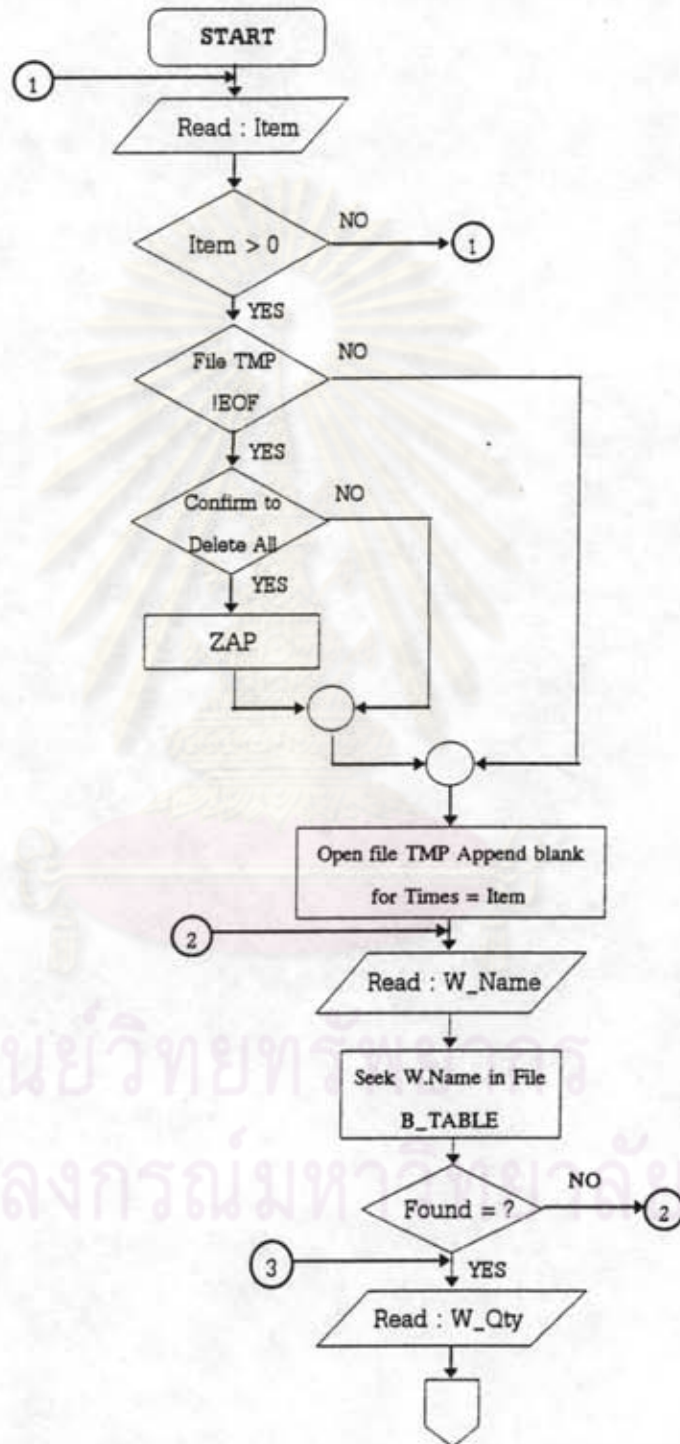 START
1
Read : Item
NO
Item > 0
1
YES
File TMP
!EOF
NO
YES
Confirm to
Delete All
NO
YES
ZAP
Open file TMP Append blank
for Times = Item
2
Read : W_Name
Seek W.Name in File
B_TABLE
NO
Found = ?
2
3
YES
Read : W_Qty